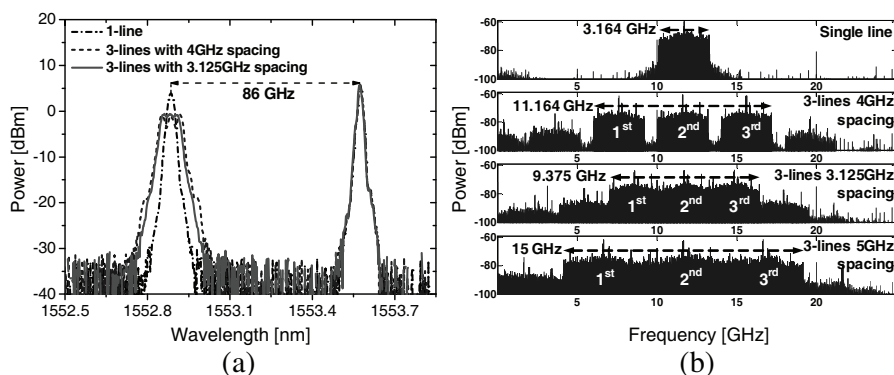 20
10
0
-10
-20
-30
-40
Power [dBm]
1-line
3-lines with 4GHz spacing
3-lines with 3.125GHz spacing
86 GHz
1552.5 1552.8 1553.1 1553.4 1553.7
Wavelength [nm]
(a)
Power [dBm]
-60
-80
-100
3.164 GHz
Single line
5 10 15 20
-60
-80
-100
11.164 GHz
3-lines 4GHz
spacing
1st 2nd 3rd
5 10 15 20
-60
-80
-100
9.375 GHz
3-lines 3.125GHz
spacing
1st 2nd 3rd
5 10 15 20
-60
-80
-100
15 GHz
3-lines 5GHz
spacing
1st 2nd 3rd
5 10 15 20
Frequency [GHz]
(b)